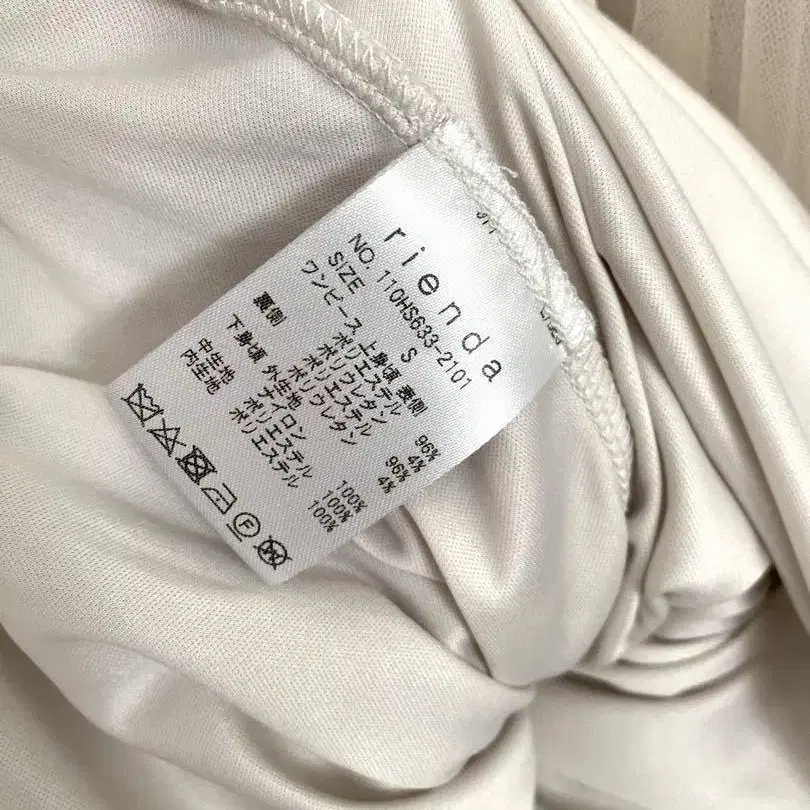 rienda
NO. 110HS633-2101
SIZE S
ワンピース 上身頃 表側
ポリエステル 96%
ポリウレタン 4%
裏側 ポリエステル 96%
ポリウレタン 4%
下身頃 外生地 ナイロン 100%
中生地 ポリエステル 100%
内生地 ポリエステル 100%
F
W